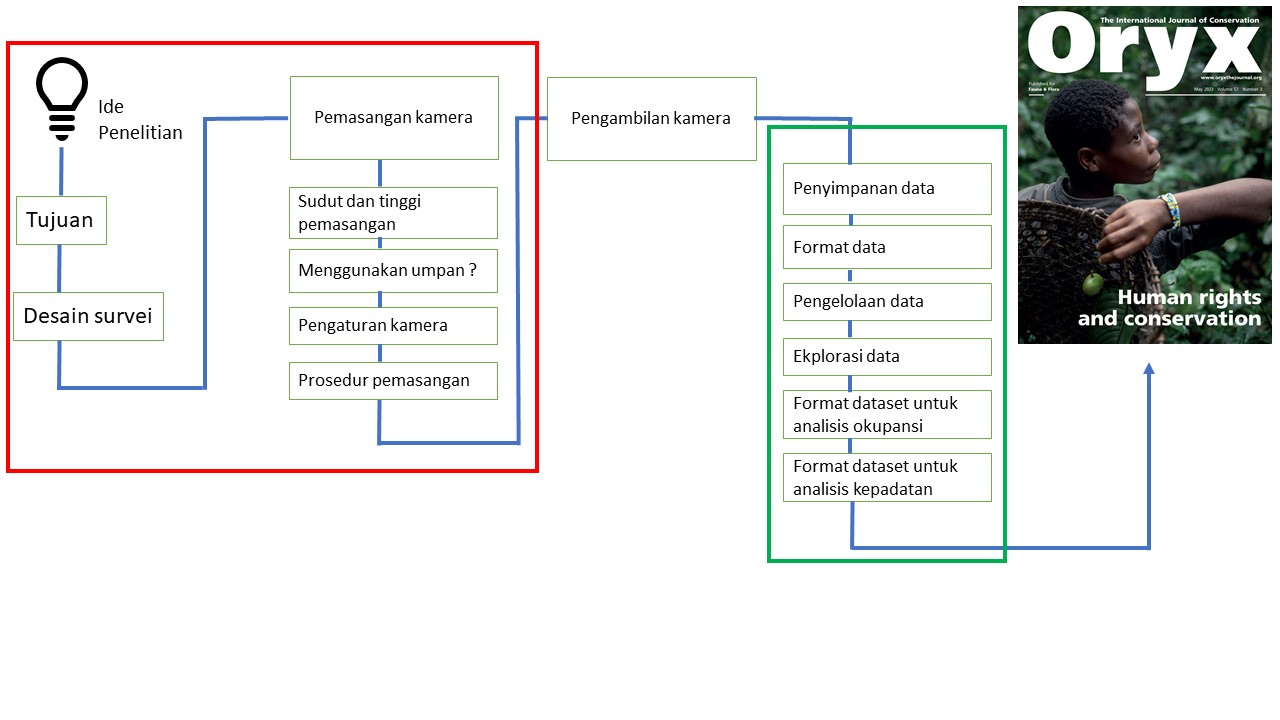 Ide
Penelitian
Tujuan
Desain survei
Pemasangan kamera
Sudut dan tinggi
pemasangan
Menggunakan umpan ?
Pengaturan kamera
Prosedur pemasangan
Pengambilan kamera
Penyimpanan data
Format data
Pengelolaan data
Ekplorasi data
Format dataset untuk
analisis okupansi
Format dataset untuk
analisis kepadatan
The International Journal of Conservation
Oryx
www.oryxthejournal.org
Published for
Fauna & Flora
May 2023 Volume 57 Number 3
Human rights
and conservation